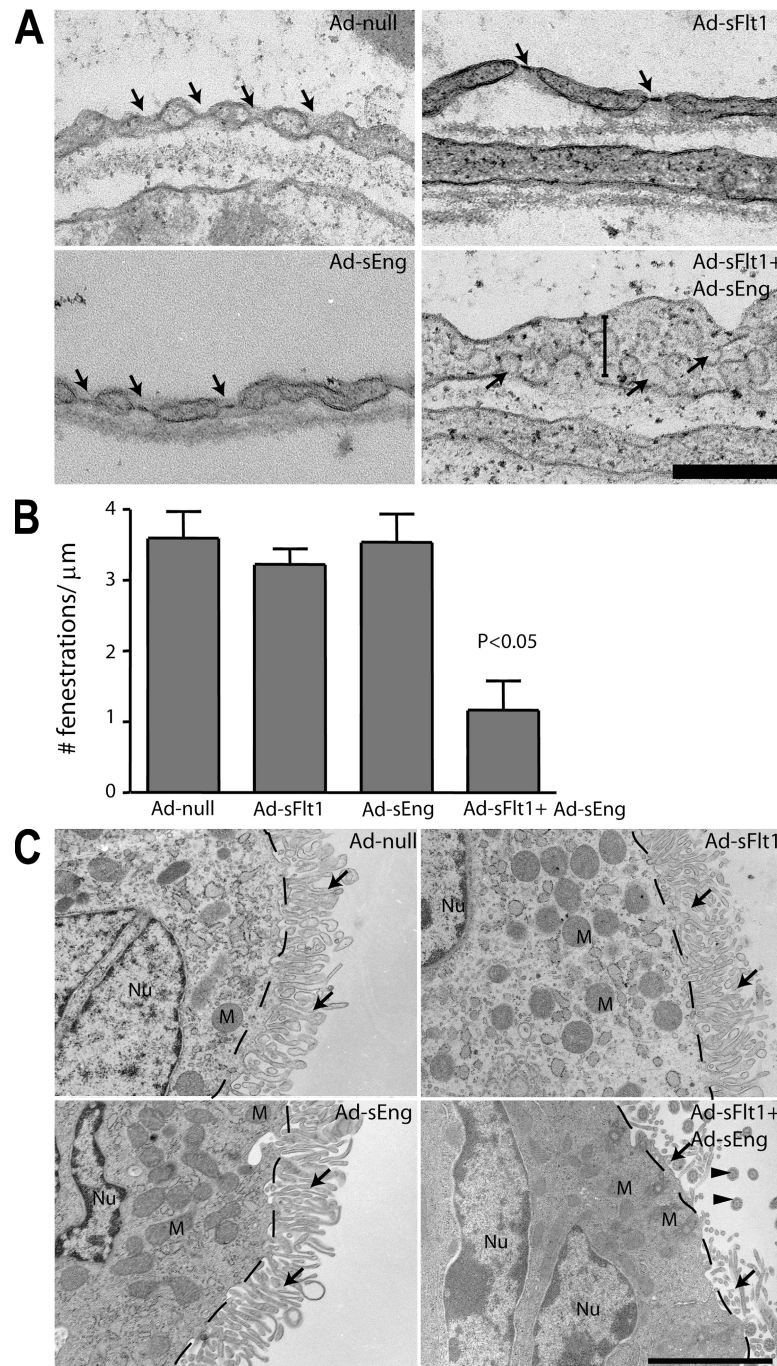 A
Ad-null
Ad-sFlt1
Ad-sEng
Ad-sFlt1+
Ad-sEng
B
# fenestrations/ μm
4
3
2
1
0
P<0.05
Ad-null
Ad-sFlt1
Ad-sEng
Ad-sFlt1+ Ad-sEng
C
Ad-null
Nu
M
Ad-sFlt1
Nu
M
M
Ad-sEng
M
Nu
M
Ad-sFlt1+
Ad-sEng
M
M
Nu
Nu